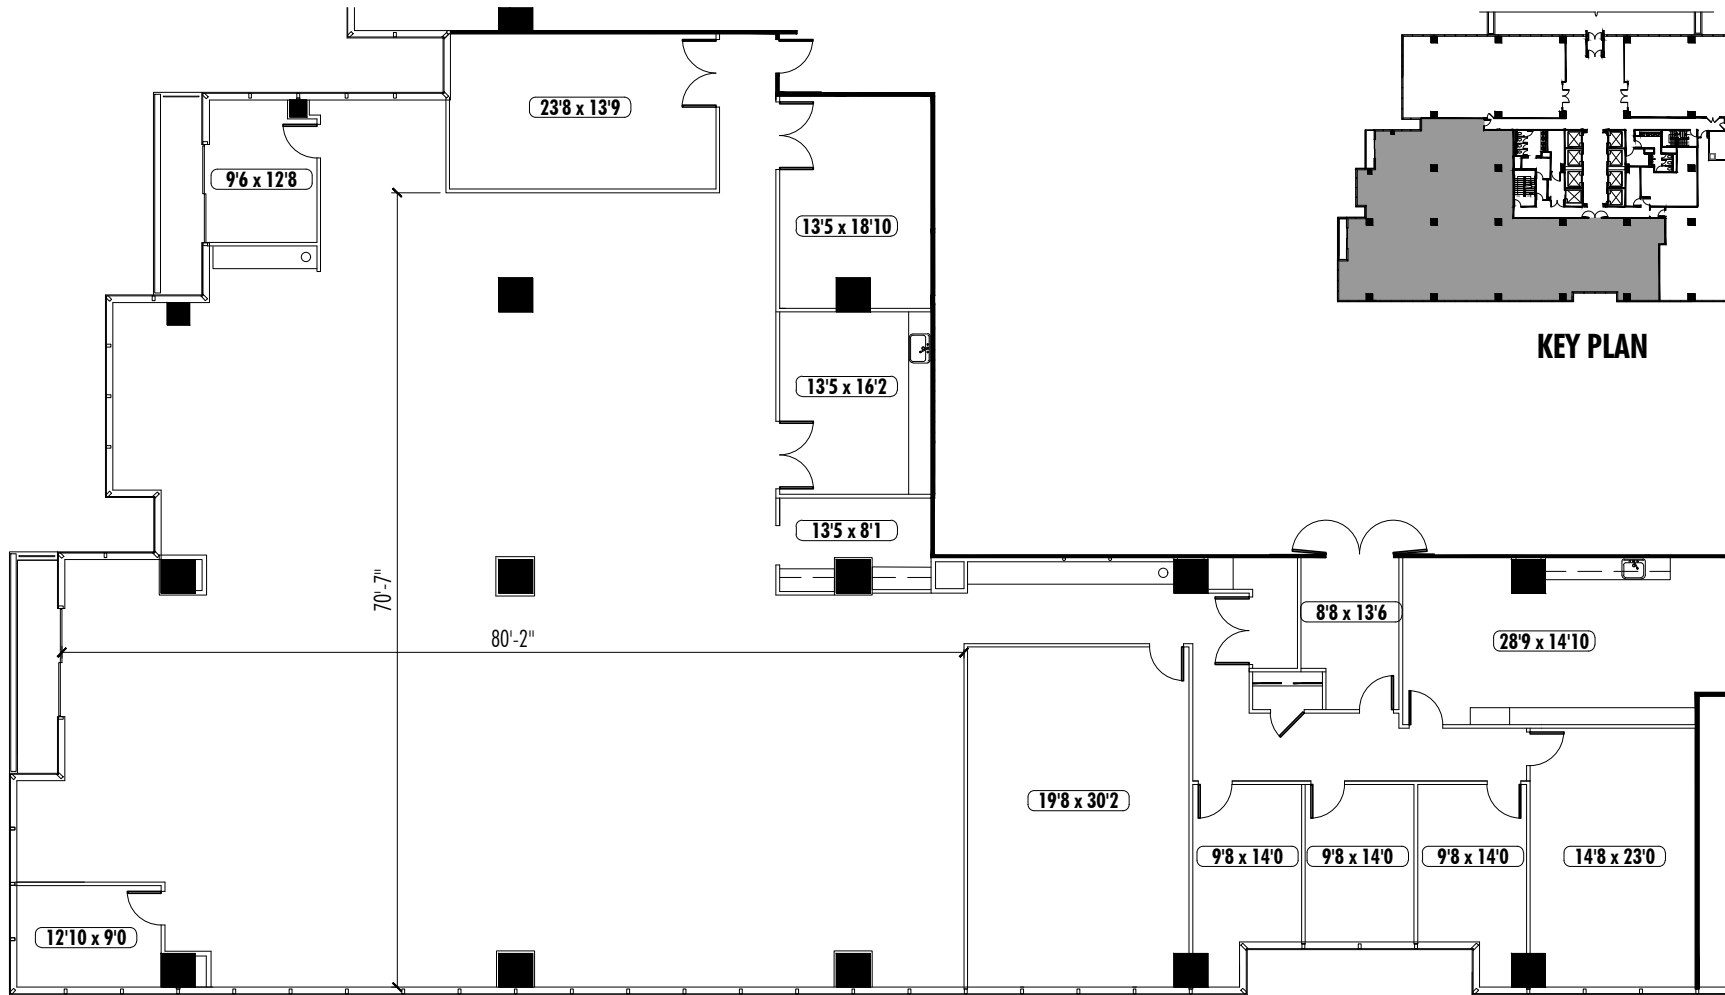 23'8 x 13'9
9'6 x 12'8
13'5 x 18'10
KEY PLAN
13'5 x 16'2
13'5 x 8'1
70'-7"
80'-2"
8'8 x 13'6
28'9 x 14'10
19'8 x 30'2
9'8 x 14'0
9'8 x 14'0
9'8 x 14'0
14'8 x 23'0
12'10 x 9'0